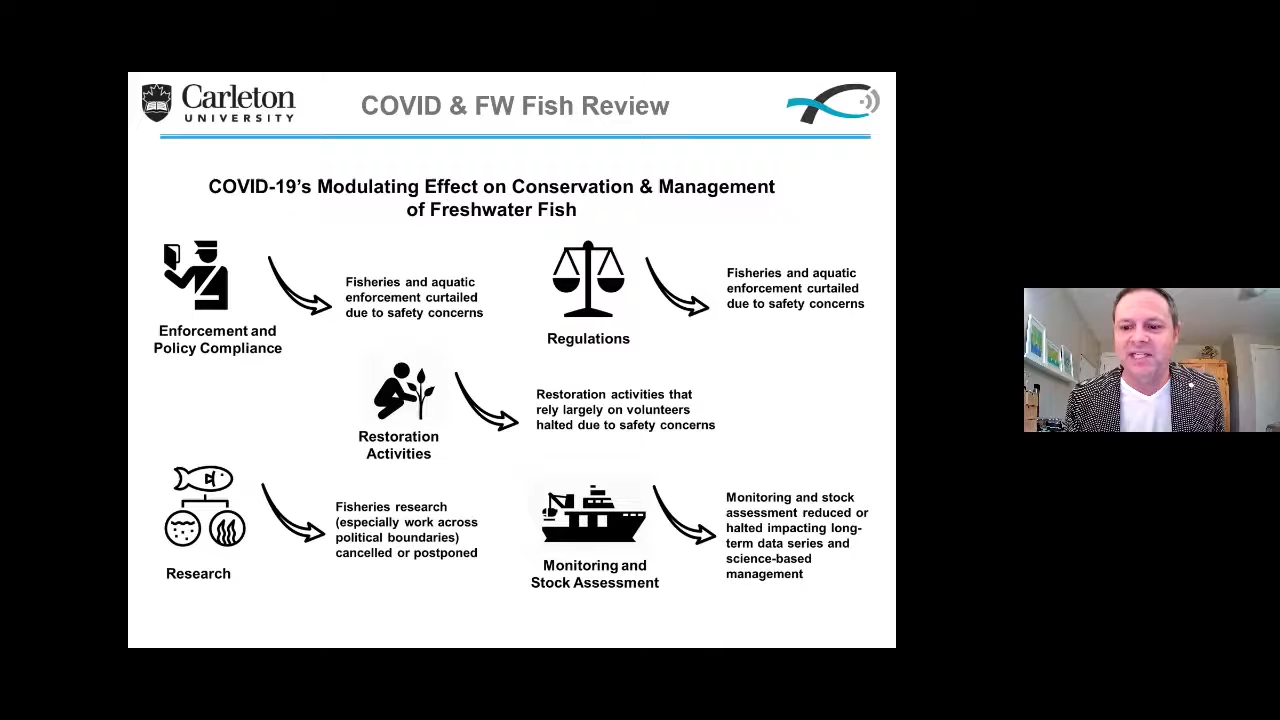 Carleton
UNIVERSITY
COVID & FW Fish Review
COVID-19's Modulating Effect on Conservation & Management
of Freshwater Fish
Enforcement and
Policy Compliance
Fisheries and aquatic
enforcement curtailed
due to safety concerns
Regulations
Fisheries and aquatic
enforcement curtailed
due to safety concerns
Restoration
Activities
Restoration activities that
rely largely on volunteers
halted due to safety concerns
Research
Fisheries research
(especially work across
political boundaries)
cancelled or postponed
Monitoring and
Stock Assessment
Monitoring and stock
assessment reduced or
halted impacting long-
term data series and
science-based
management